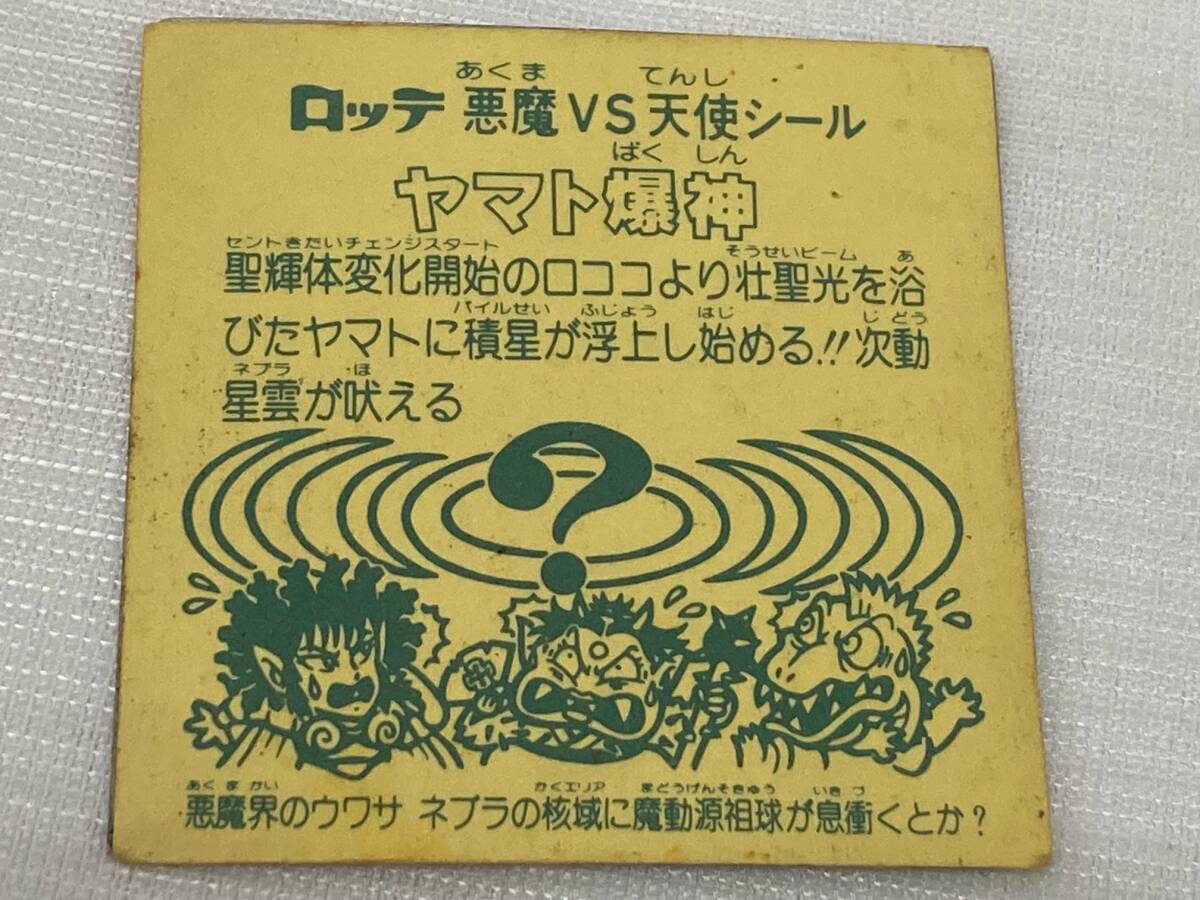 あくま てんし
ロッテ 悪魔VS天使シール
ばく しん
ヤマト爆神
セントきたいチェンジスタート そうせいビーム あ
聖輝体変化開始のロココより壮聖光を浴
パイルせい ふじょう はじ じどう
びたヤマトに積星が浮上し始める!!次動
ネブラ ほ
星雲が吠える
?
あくまかい かくエリア まどうげんそきゅう いきづ
悪魔界のウワサ ネブラの核域に魔動源祖球が息衝くとか?